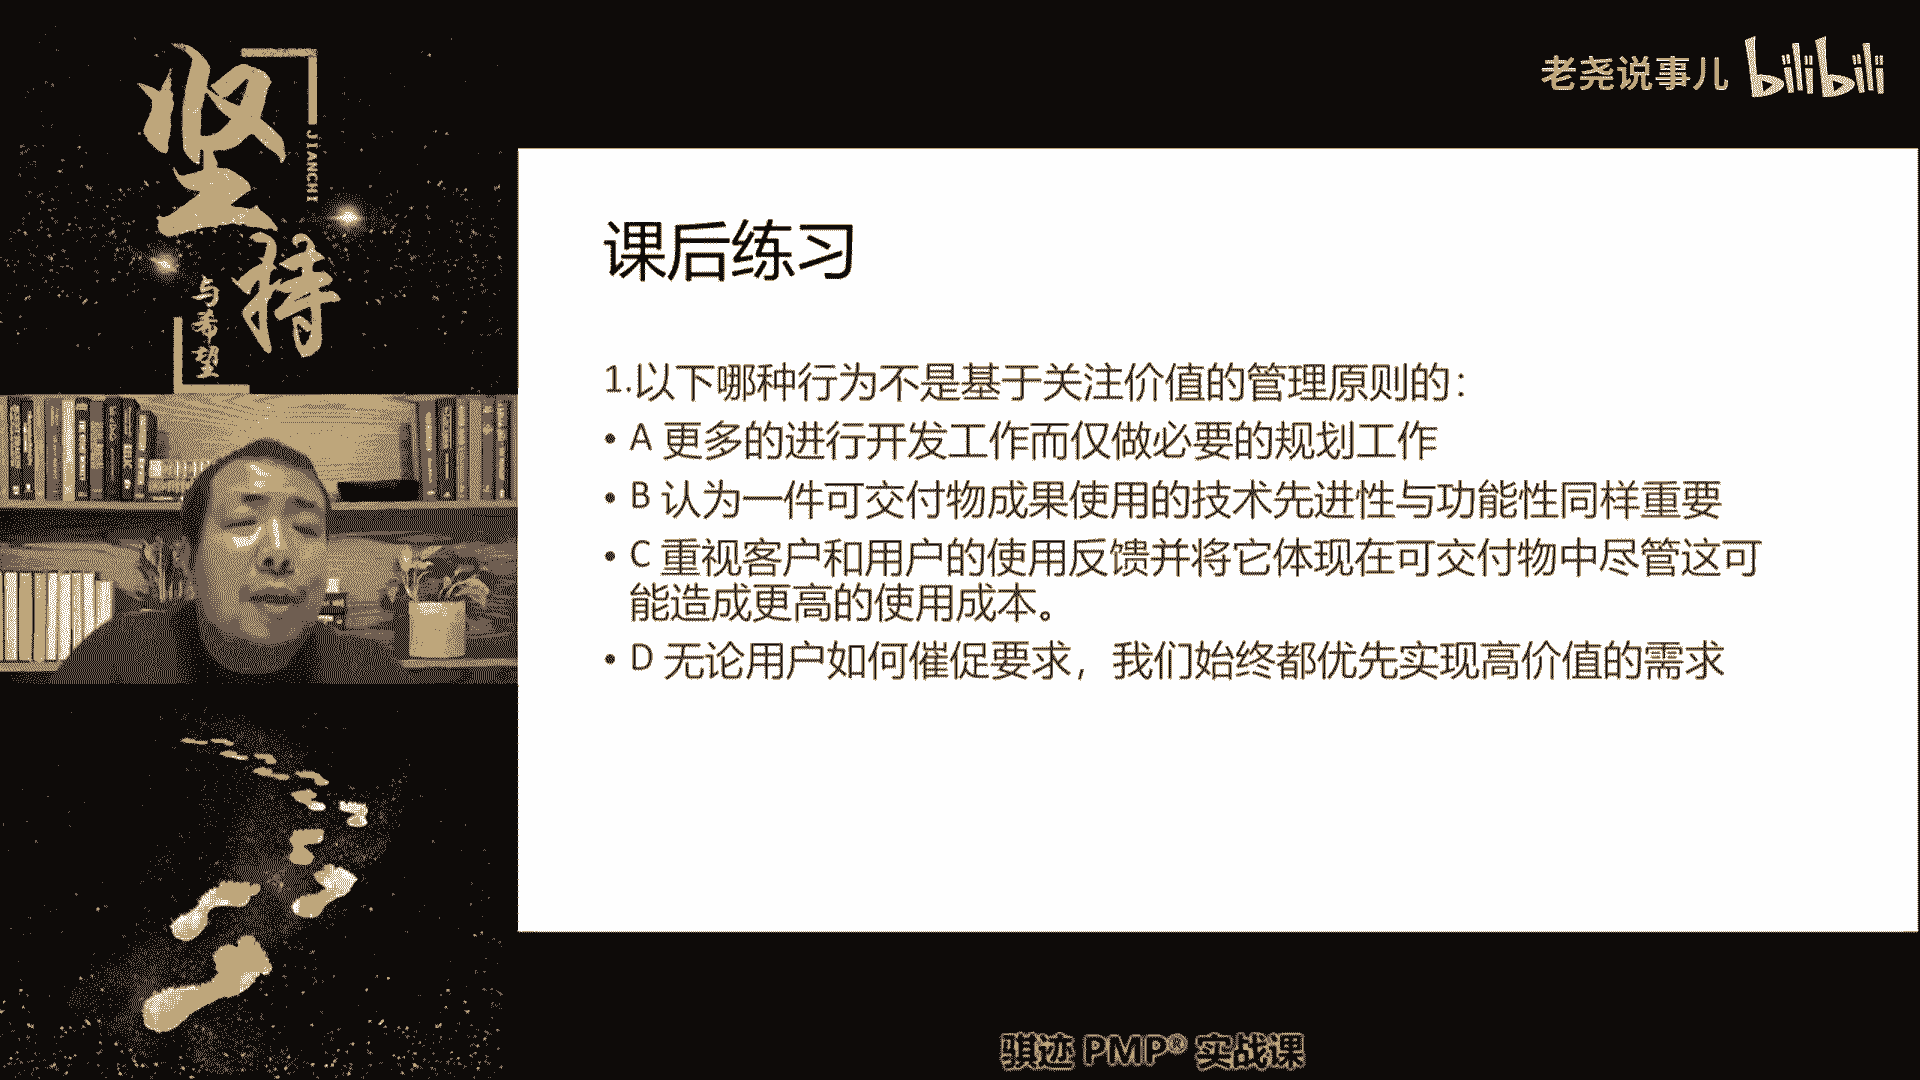 坚持
JIANCHI
与希望
老尧说事儿 bilibili
课后练习
1.以下哪种行为不是基于关注价值的管理原则的：
• A 更多的进行开发工作而仅做必要的规划工作
• B 认为一件可交付物成果使用的技术先进性与功能性同样重要
• C 重视客户和用户的使用反馈并将它体现在可交付物中尽管这可
能造成更高的使用成本。
• D 无论用户如何催促要求，我们始终都优先实现高价值的需求
骐迹 PMP® 实战课